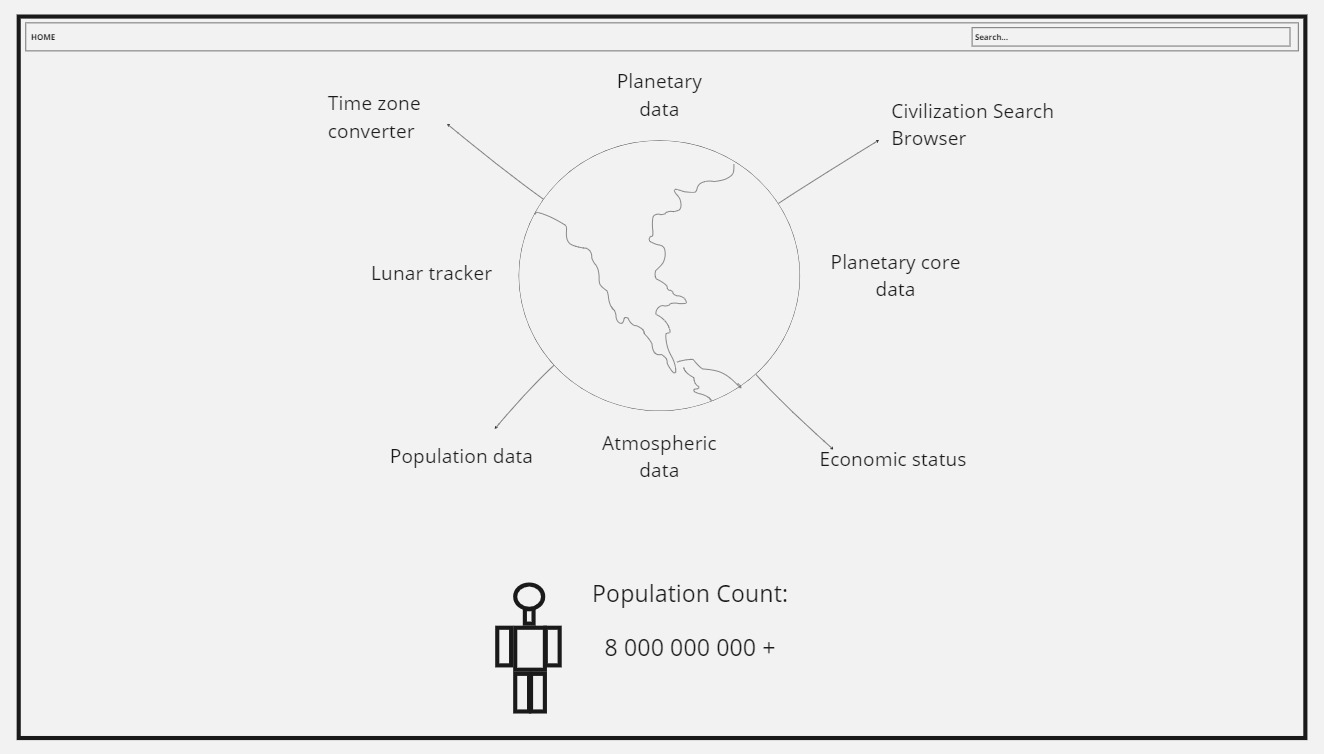 HOME
Search...
Planetary
data
Time zone
converter
Civilization Search
Browser
Lunar tracker
Planetary core
data
Population data
Atmospheric
data
Economic status
Population Count:
8 000 000 000 +